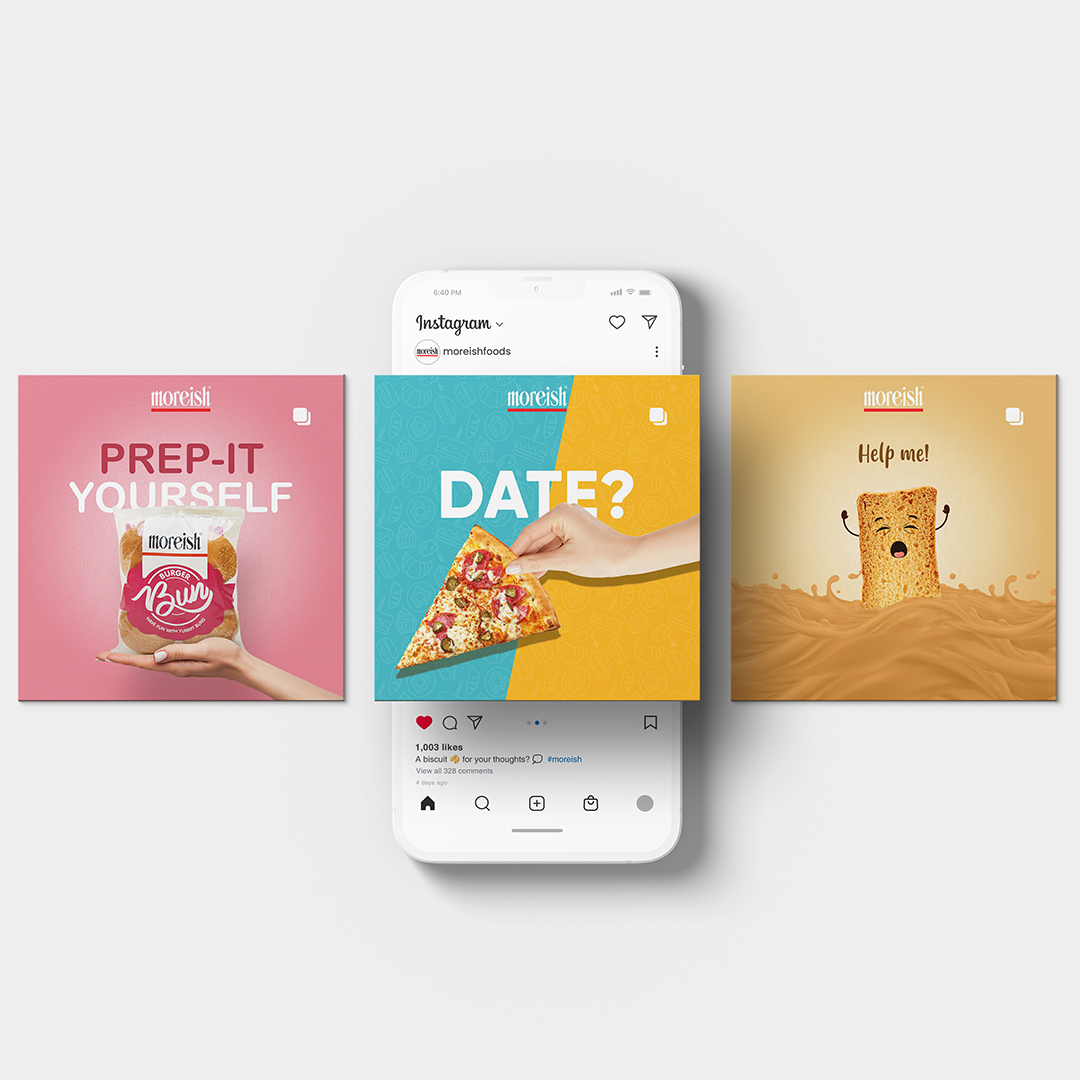 6:40 PM
Instagram
moreish moreishfoods
moreish
PREP-IT
YOURSELF
moreish
BURGER
Bun
HAVE FUN WITH YUMMY BUNS
moreish
DATE?
moreish
Help me!
1,003 likes
A biscuit for your thoughts? #moreish
View all 328 comments
4 days ago